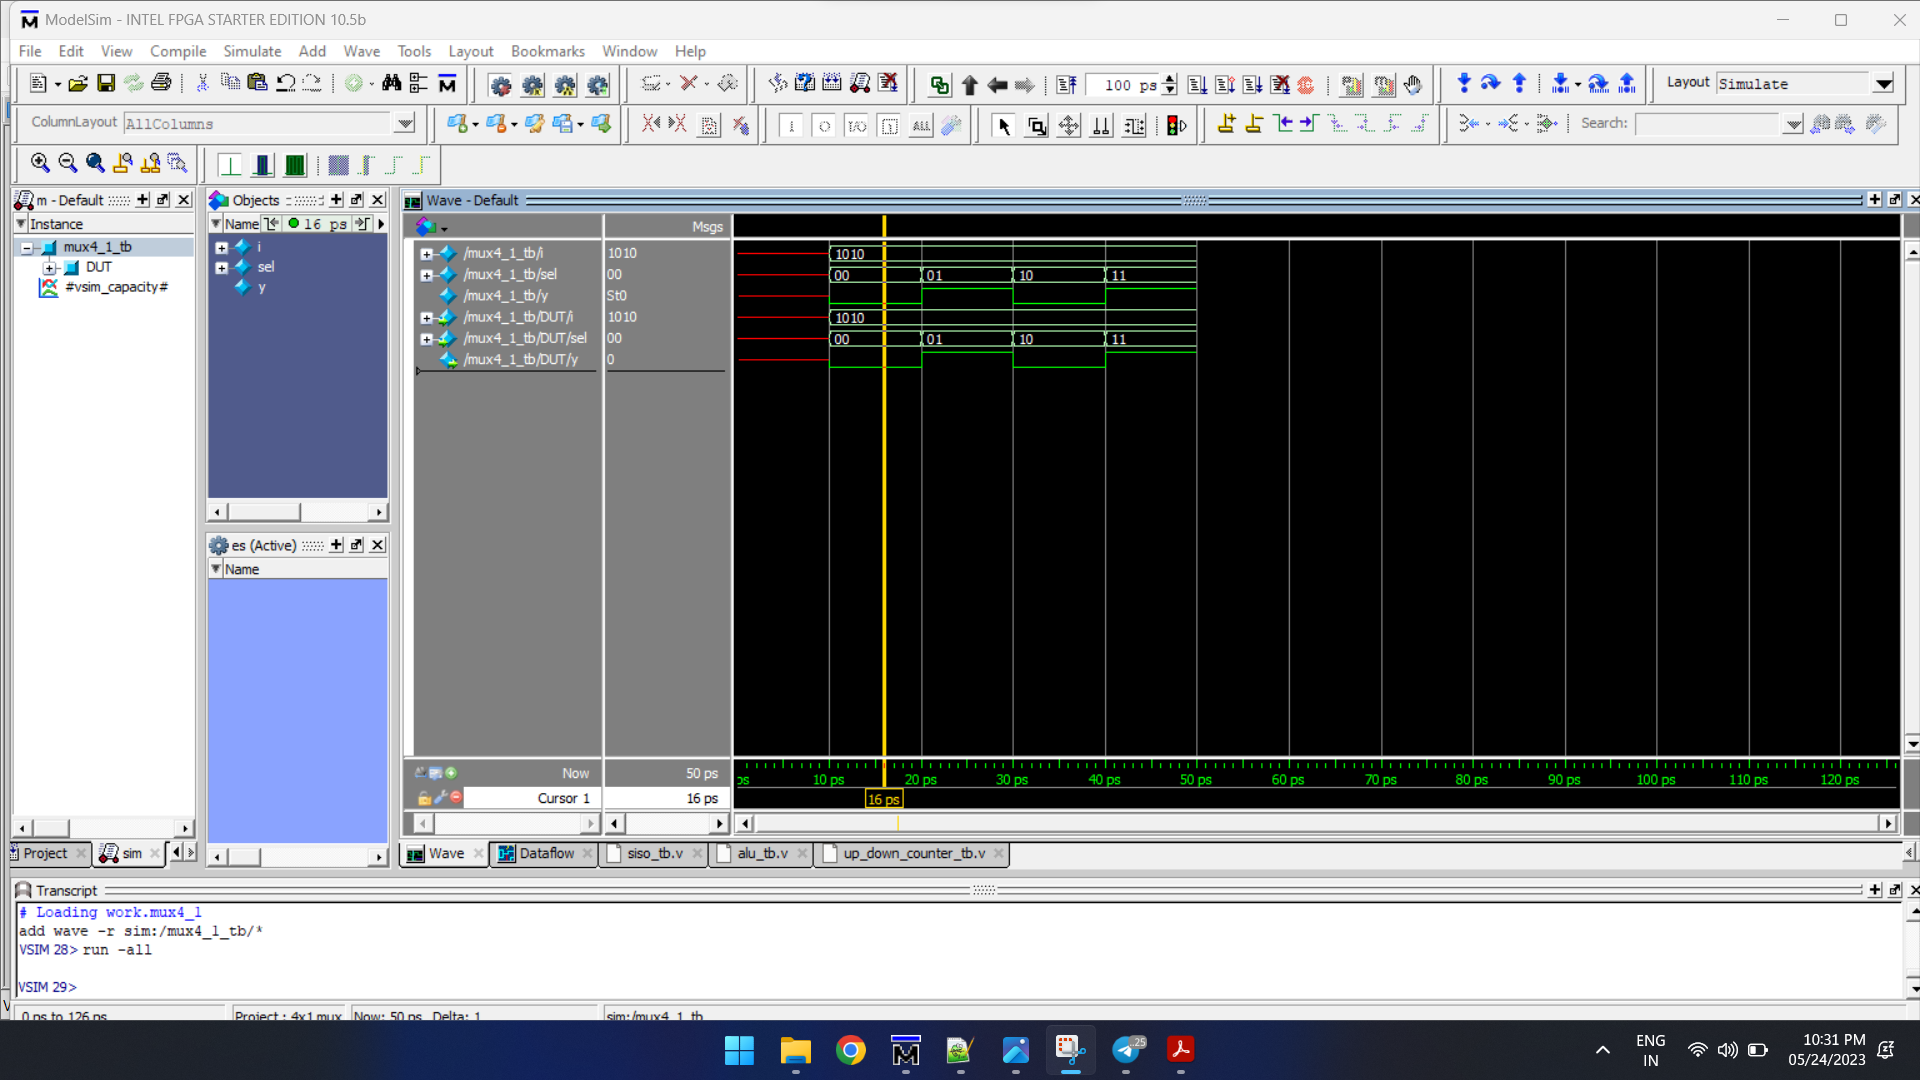 ModelSim - INTEL FPGA STARTER EDITION 10.5b
File Edit View Compile Simulate Add Wave Tools Layout Bookmarks Window Help
100 ps
Layout Simulate
ColumnLayout AllColumns
I O I/O ALL
Search:
m - Default
Instance
mux4_1_tb
DUT
#vsim_capacity#
Objects
Name 16 ps
i
sel
y
es (Active)
Name
Wave - Default
Msgs
/mux4_1_tb/i 1010 1010
/mux4_1_tb/sel 00 00 01 10 11
/mux4_1_tb/y St0
/mux4_1_tb/DUT/i 1010 1010
/mux4_1_tb/DUT/sel 00 00 01 10 11
/mux4_1_tb/DUT/y 0
Now 50 ps
ps 10 ps 20 ps 30 ps 40 ps 50 ps 60 ps 70 ps 80 ps 90 ps 100 ps 110 ps 120 ps
Cursor 1 16 ps 16 ps
Project sim
Wave Dataflow siso_tb.v alu_tb.v up_down_counter_tb.v
Transcript
# Loading work.mux4_1
add wave -r sim:/mux4_1_tb/*
VSIM 28> run -all
VSIM 29>
0 ps to 126 ps Project : 4x1 mux Now: 50 ps Delta: 1 sim:/mux4_1_tb
.25
ENG
IN
10:31 PM
05/24/2023